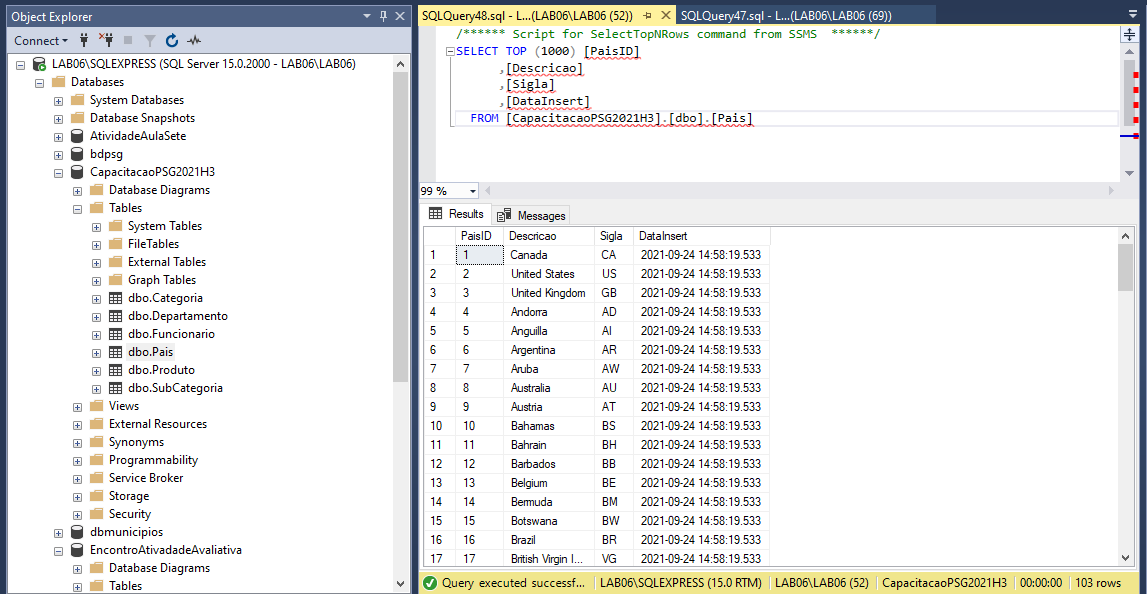 Object Explorer
Connect
LAB06\SQLEXPRESS (SQL Server 15.0.2000 - LAB06\LAB06)
Databases
System Databases
Database Snapshots
AtividadeAulaSete
bdpsg
CapacitacaoPSG2021H3
Database Diagrams
Tables
System Tables
FileTables
External Tables
Graph Tables
dbo.Categoria
dbo.Departamento
dbo.Funcionario
dbo.Pais
dbo.Produto
dbo.SubCategoria
Views
External Resources
Synonyms
Programmability
Service Broker
Storage
Security
dbmunicipios
EncontroAtivadadeAvaliativa
Database Diagrams
Tables
SQLQuery48.sql - L...(LAB06\LAB06 (52)) SQLQuery47.sql - L...(LAB06\LAB06 (69))
/****** Script for SelectTopNRows command from SSMS ******/
SELECT TOP (1000) [PaisID]
,[Descricao]
,[Sigla]
,[DataInsert]
FROM [CapacitacaoPSG2021H3].[dbo].[Pais]
99 %
Results Messages
PaisID Descricao Sigla DataInsert
1 1 Canada CA 2021-09-24 14:58:19.533
2 2 United States US 2021-09-24 14:58:19.533
3 3 United Kingdom GB 2021-09-24 14:58:19.533
4 4 Andorra AD 2021-09-24 14:58:19.533
5 5 Anguilla AI 2021-09-24 14:58:19.533
6 6 Argentina AR 2021-09-24 14:58:19.533
7 7 Aruba AW 2021-09-24 14:58:19.533
8 8 Australia AU 2021-09-24 14:58:19.533
9 9 Austria AT 2021-09-24 14:58:19.533
10 10 Bahamas BS 2021-09-24 14:58:19.533
11 11 Bahrain BH 2021-09-24 14:58:19.533
12 12 Barbados BB 2021-09-24 14:58:19.533
13 13 Belgium BE 2021-09-24 14:58:19.533
14 14 Bermuda BM 2021-09-24 14:58:19.533
15 15 Botswana BW 2021-09-24 14:58:19.533
16 16 Brazil BR 2021-09-24 14:58:19.533
17 17 British Virgin I... VG 2021-09-24 14:58:19.533
Query executed successf... LAB06\SQLEXPRESS (15.0 RTM) LAB06\LAB06 (52) CapacitacaoPSG2021H3 00:00:00 103 rows